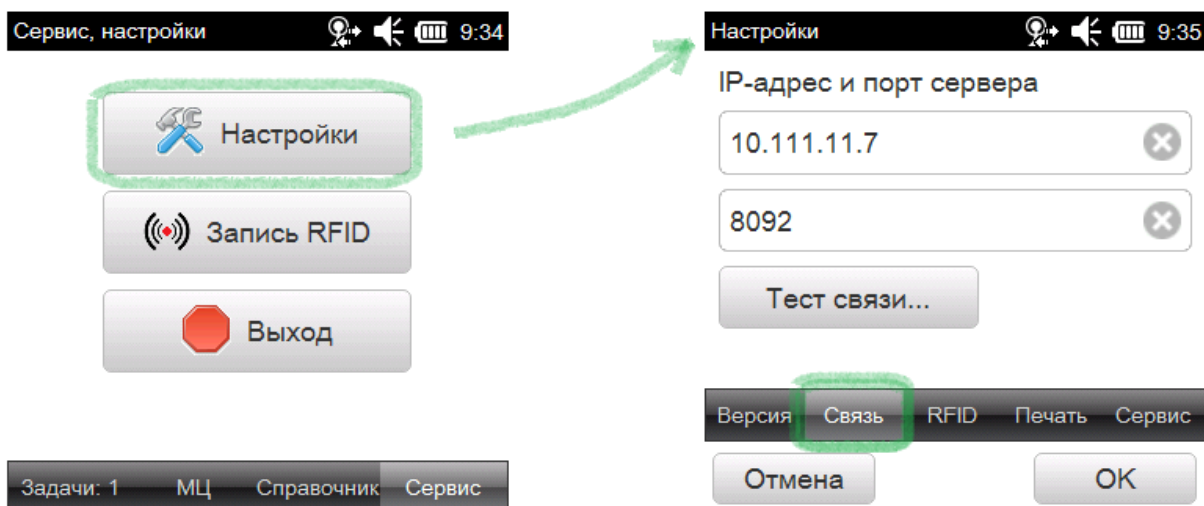 Сервис, настройки 9:34
Настройки
Запись RFID
Выход
Задачи: 1 МЦ Справочник Сервис
Настройки 9:35
IP-адрес и порт сервера
10.111.11.7
8092
Тест связи...
Версия Связь RFID Печать Сервис
Отмена OK